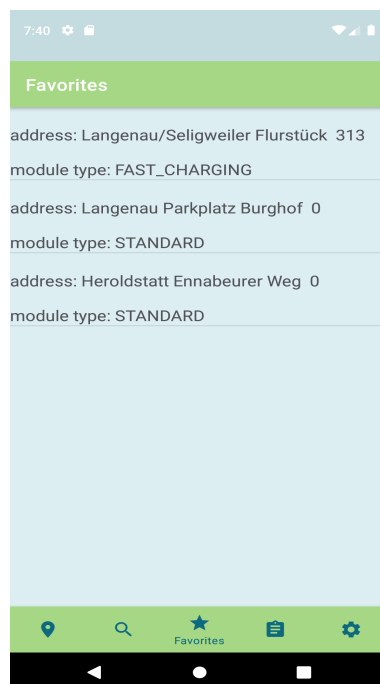 7:40
Favorites
address: Langenau/Seligweiler Flurstück  313
module type: FAST_CHARGING
address: Langenau Parkplatz Burghof  0
module type: STANDARD
address: Heroldstatt Ennabeurer Weg  0
module type: STANDARD
Favorites